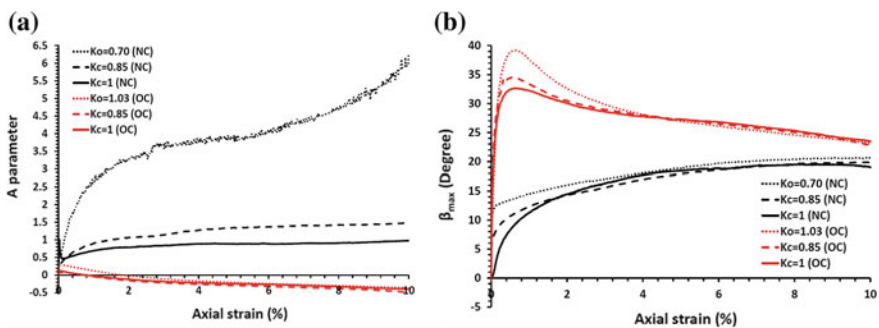 (a)
6.5
6
5.5
5
4.5
4
3.5
3
2.5
2
1.5
1
0.5
0
-0.5
A parameter
Ko=0.70 (NC)
Kc=0.85 (NC)
Kc=1 (NC)
Ko=1.03 (OC)
Kc=0.85 (OC)
Kc=1 (OC)
0 2 4 6 8 10
Axial strain (%)
(b)
45
40
35
30
25
20
15
10
5
0
βmax (Degree)
Ko=0.70 (NC)
Kc=0.85 (NC)
Kc=1 (NC)
Ko=1.03 (OC)
Kc=0.85 (OC)
Kc=1 (OC)
0 2 4 6 8 10
Axial strain (%)